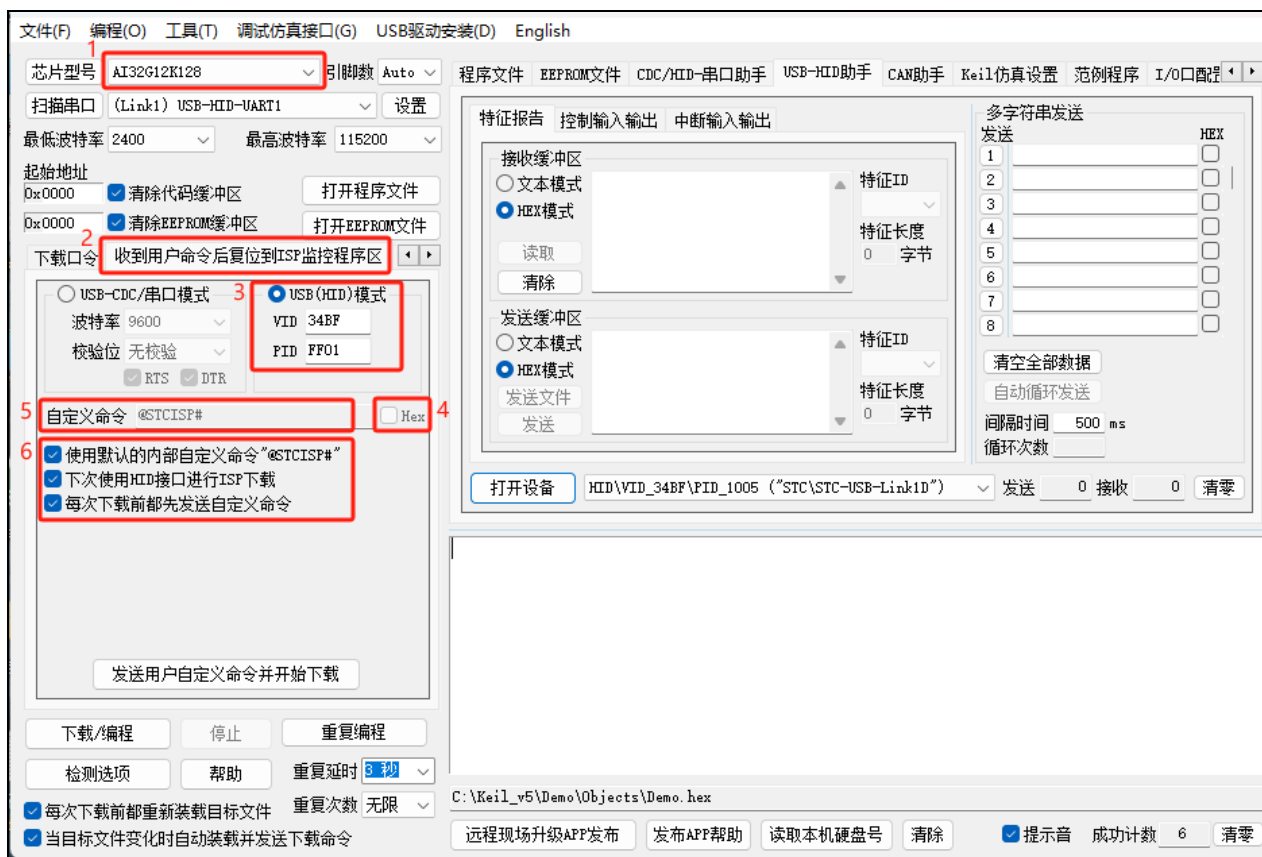 文件(F) 编程(O) 工具(T) 调试仿真接口(G) USB驱动安装(D) English
1
芯片型号 AI32G12K128 引脚数 Auto
扫描串口 (Link1) USB-HID-UART1 设置
最低波特率 2400 最高波特率 115200
起始地址
0x0000 清除代码缓冲区 打开程序文件
0x0000 清除EEPROM缓冲区 打开EEPROM文件
2
下载口令 收到用户命令后复位到ISP监控程序区
USB-CDC/串口模式 3 USB(HID)模式
波特率 9600 VID 34BF
校验位 无校验 PID FF01
RTS DTR
5 自定义命令 @STCISP# Hex 4
6 使用默认的内部自定义命令"@STCISP#"
下次使用HID接口进行ISP下载
每次下载前都先发送自定义命令
发送用户自定义命令并开始下载
下载/编程 停止 重复编程
检测选项 帮助 重复延时 3 秒
每次下载前都重新装载目标文件 重复次数 无限
当目标文件变化时自动装载并发送下载命令
程序文件 EEPROM文件 CDC/HID-串口助手 USB-HID助手 CAN助手 Keil仿真设置 范例程序 I/O口配
特征报告 控制输入输出 中断输入输出
接收缓冲区
文本模式 特征ID
HEX模式
特征长度
读取 0 字节
清除
发送缓冲区
文本模式 特征ID
HEX模式
发送文件 特征长度
发送 0 字节
多字符串发送
发送 HEX
1
2
3
4
5
6
7
8
清空全部数据
自动循环发送
间隔时间 500 ms
循环次数
打开设备 HID\VID_34BF\PID_1005 ("STC\STC-USB-Link1D") 发送 0 接收 0 清零
C:\Keil_v5\Demo\Objects\Demo.hex
远程现场升级APP发布 发布APP帮助 读取本机硬盘号 清除 提示音 成功计数 6 清零